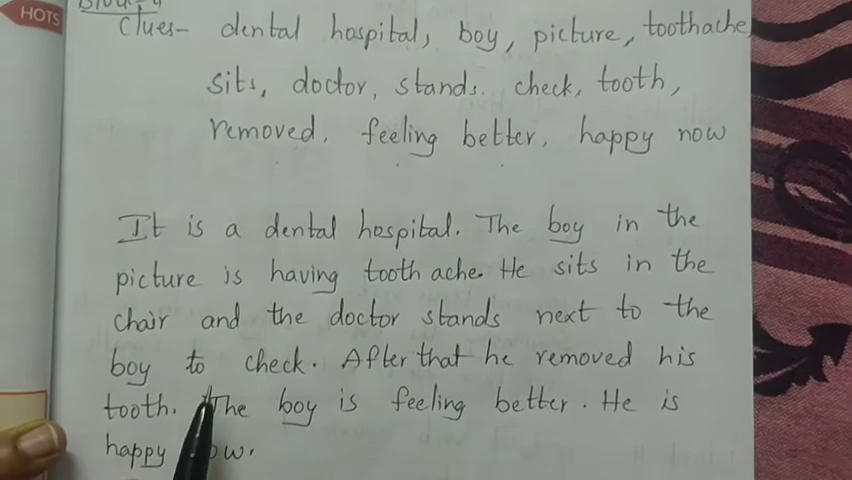 HOTS
Clues- dental hospital, boy, picture, toothache,
sits, doctor, stands. check, tooth,
removed, feeling better, happy now
It is a dental hospital. The boy in the
picture is having tooth ache. He sits in the
chair and the doctor stands next to the
boy to check. After that he removed his
tooth. The boy is feeling better. He is
happy